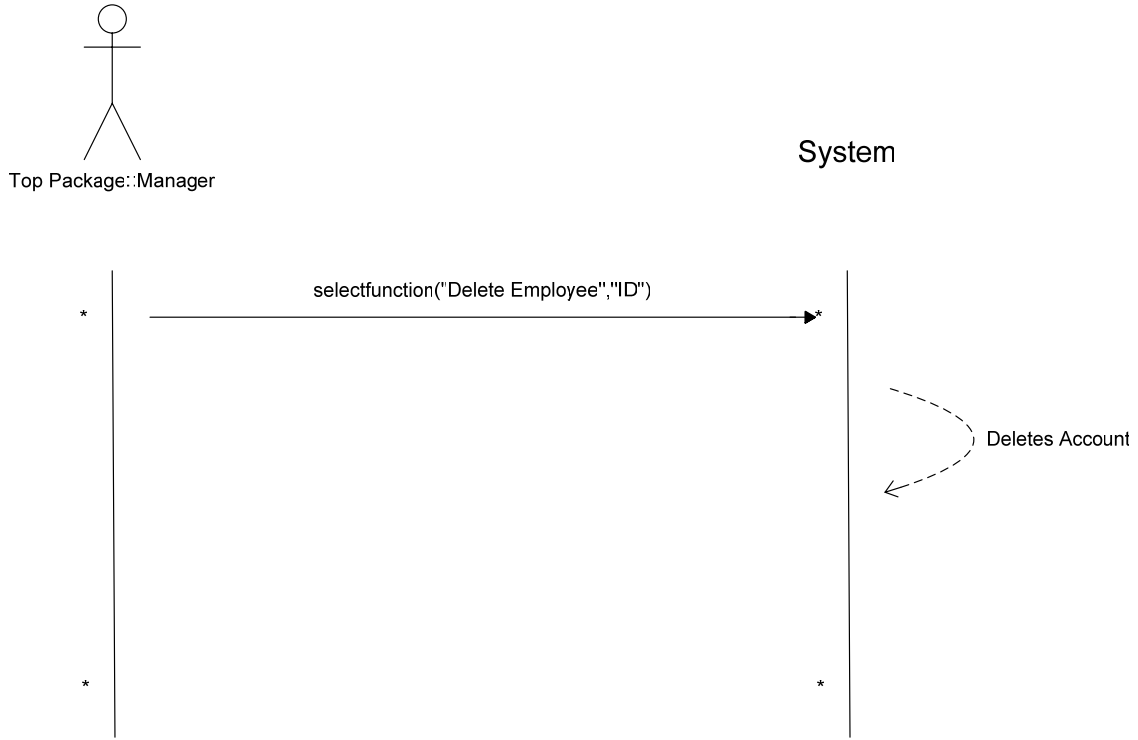 System
Top Package::Manager
selectfunction("Delete Employee","ID")
* *
Deletes Account
* *